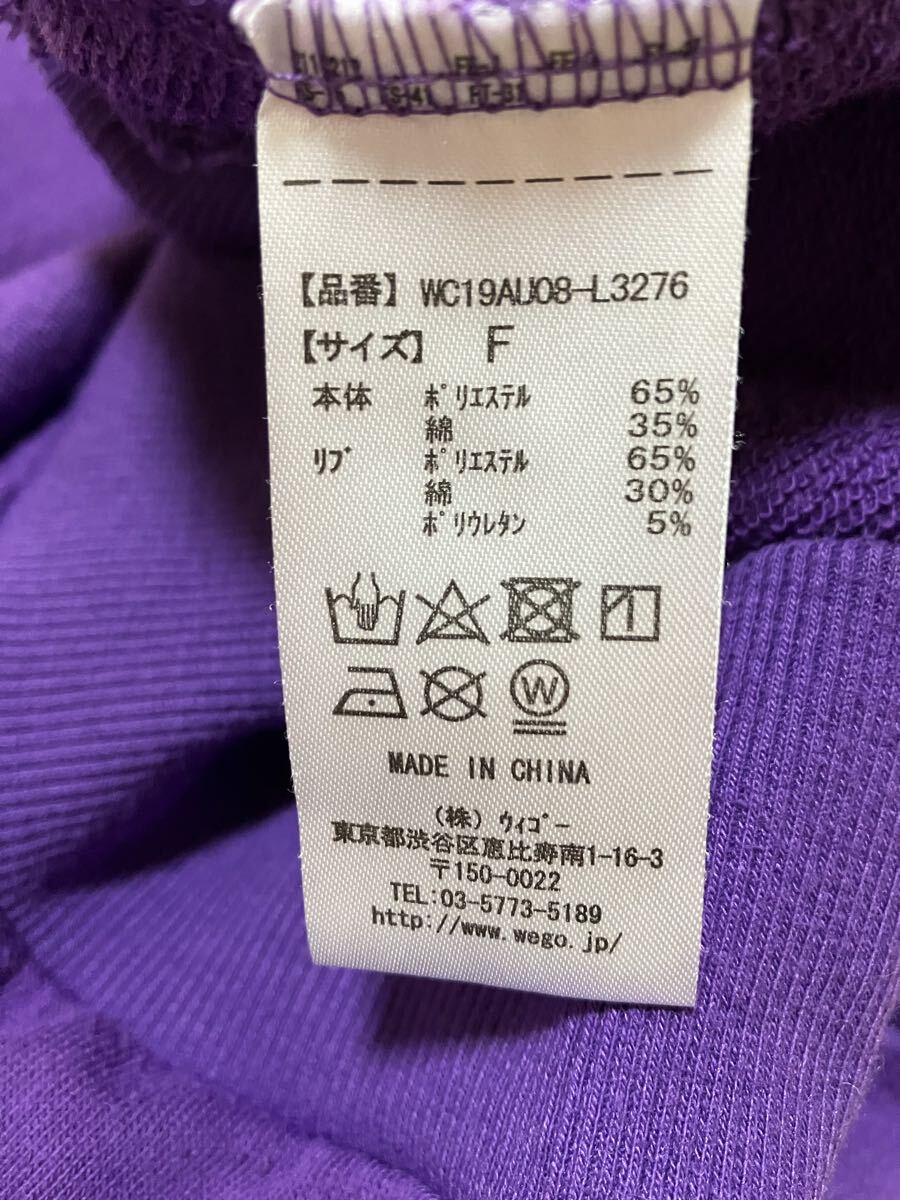 S-41 FT-31
【品番】 WC19AU08-L3276
【サイズ】 F
本体 ﾎﾟﾘｴｽﾃﾙ 65%
綿 35%
ﾘﾌﾞ ﾎﾟﾘｴｽﾃﾙ 65%
綿 30%
ﾎﾟﾘｳﾚﾀﾝ 5%
W
MADE IN CHINA
(株) ｳｨｺﾞｰ
東京都渋谷区恵比寿南1-16-3
〒150-0022
TEL:03-5773-5189
http://www.wego.jp/